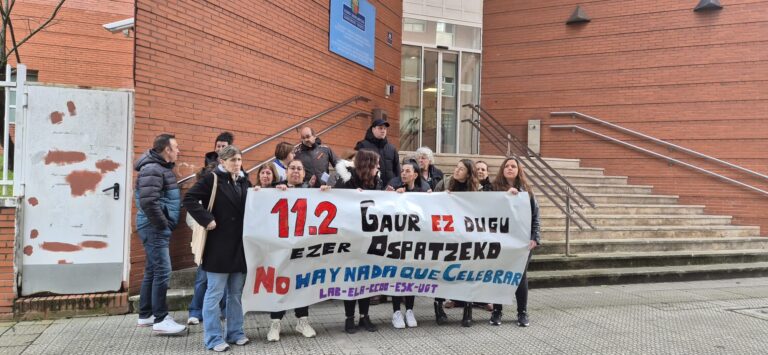 11.2 GAUR EZ DUGU
EZER OSPATZEKO
NO HAY NADA QUE CELEBRAR
LAB-ELA-CCOO-ESK-UGT